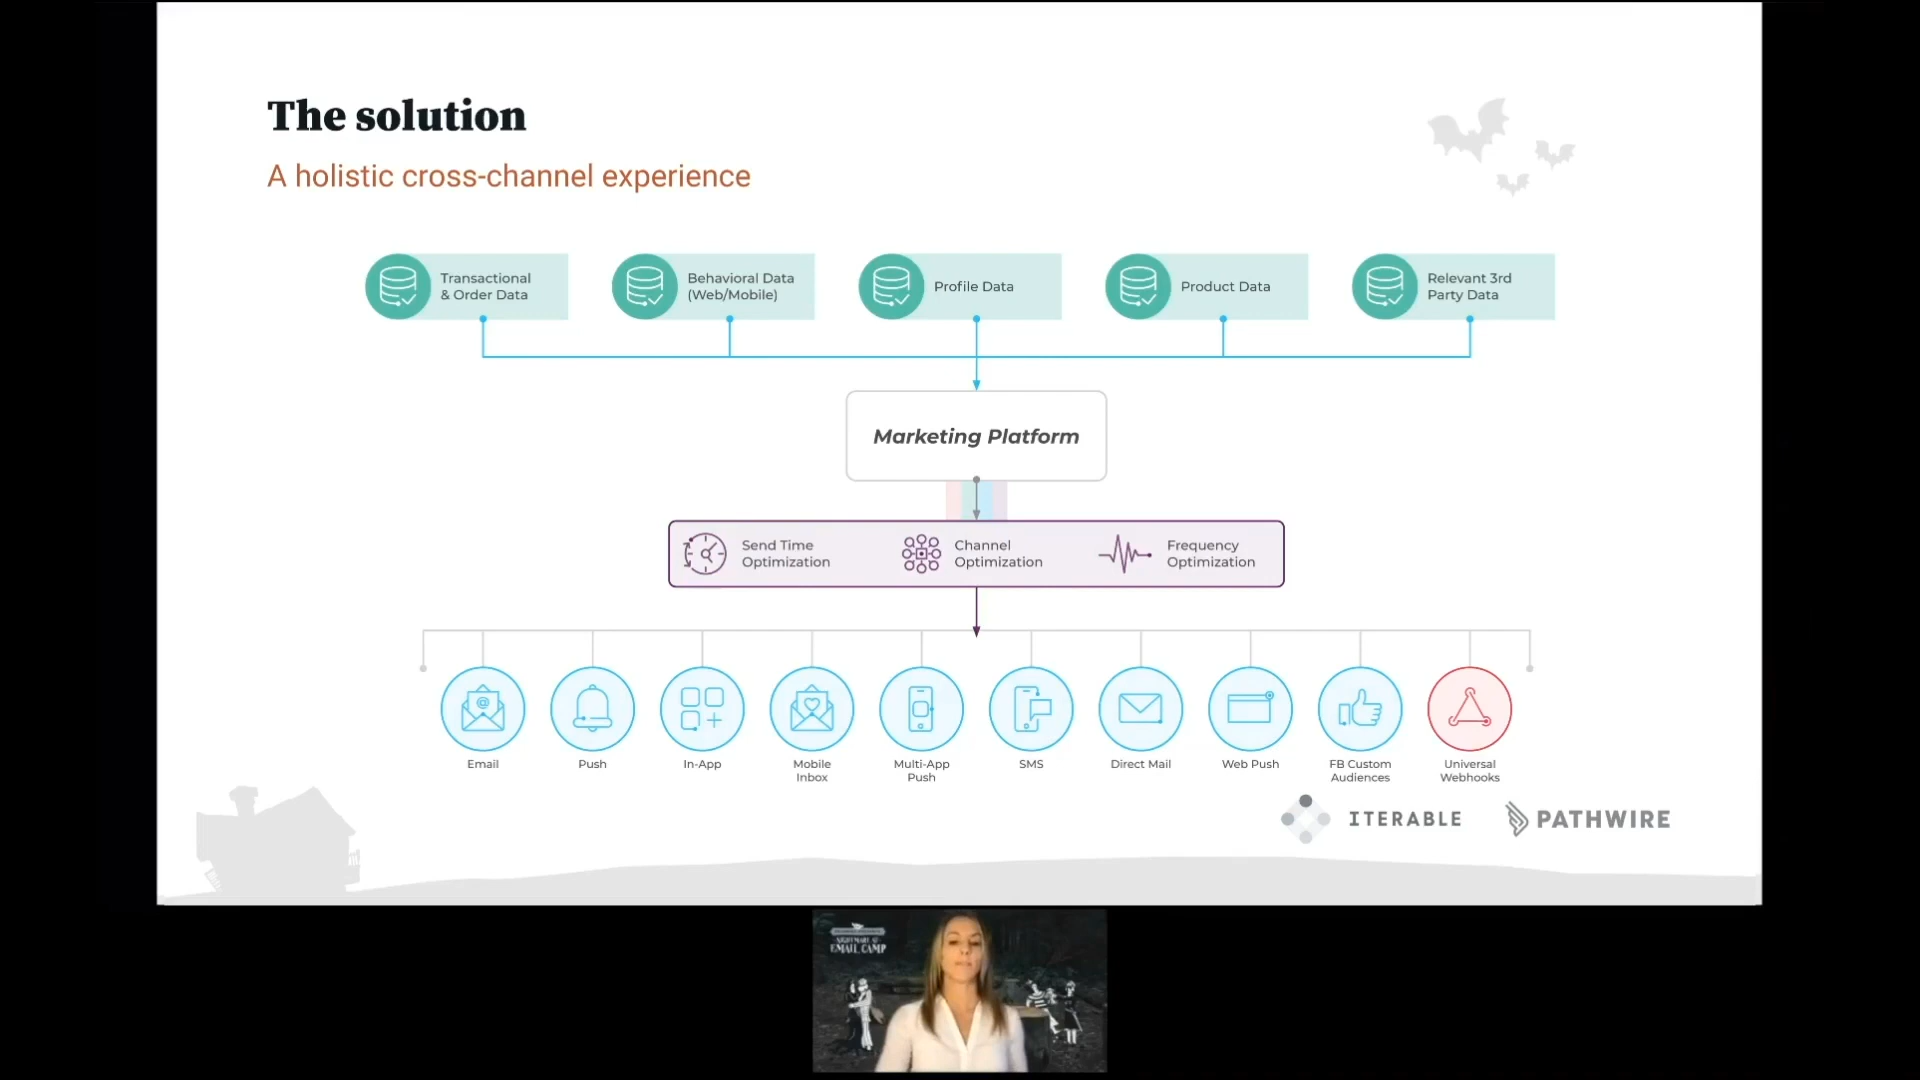 The solution
A holistic cross-channel experience
Transactional
& Order Data
Behavioral Data
(Web/Mobile)
Profile Data
Product Data
Relevant 3rd
Party Data
Marketing Platform
Send Time
Optimization
Channel
Optimization
Frequency
Optimization
Email
Push
In-App
Mobile
Inbox
Multi-App
Push
SMS
Direct Mail
Web Push
FB Custom
Audiences
Universal
Webhooks
ITERABLE
PATHWIRE
EMAIL CAMP